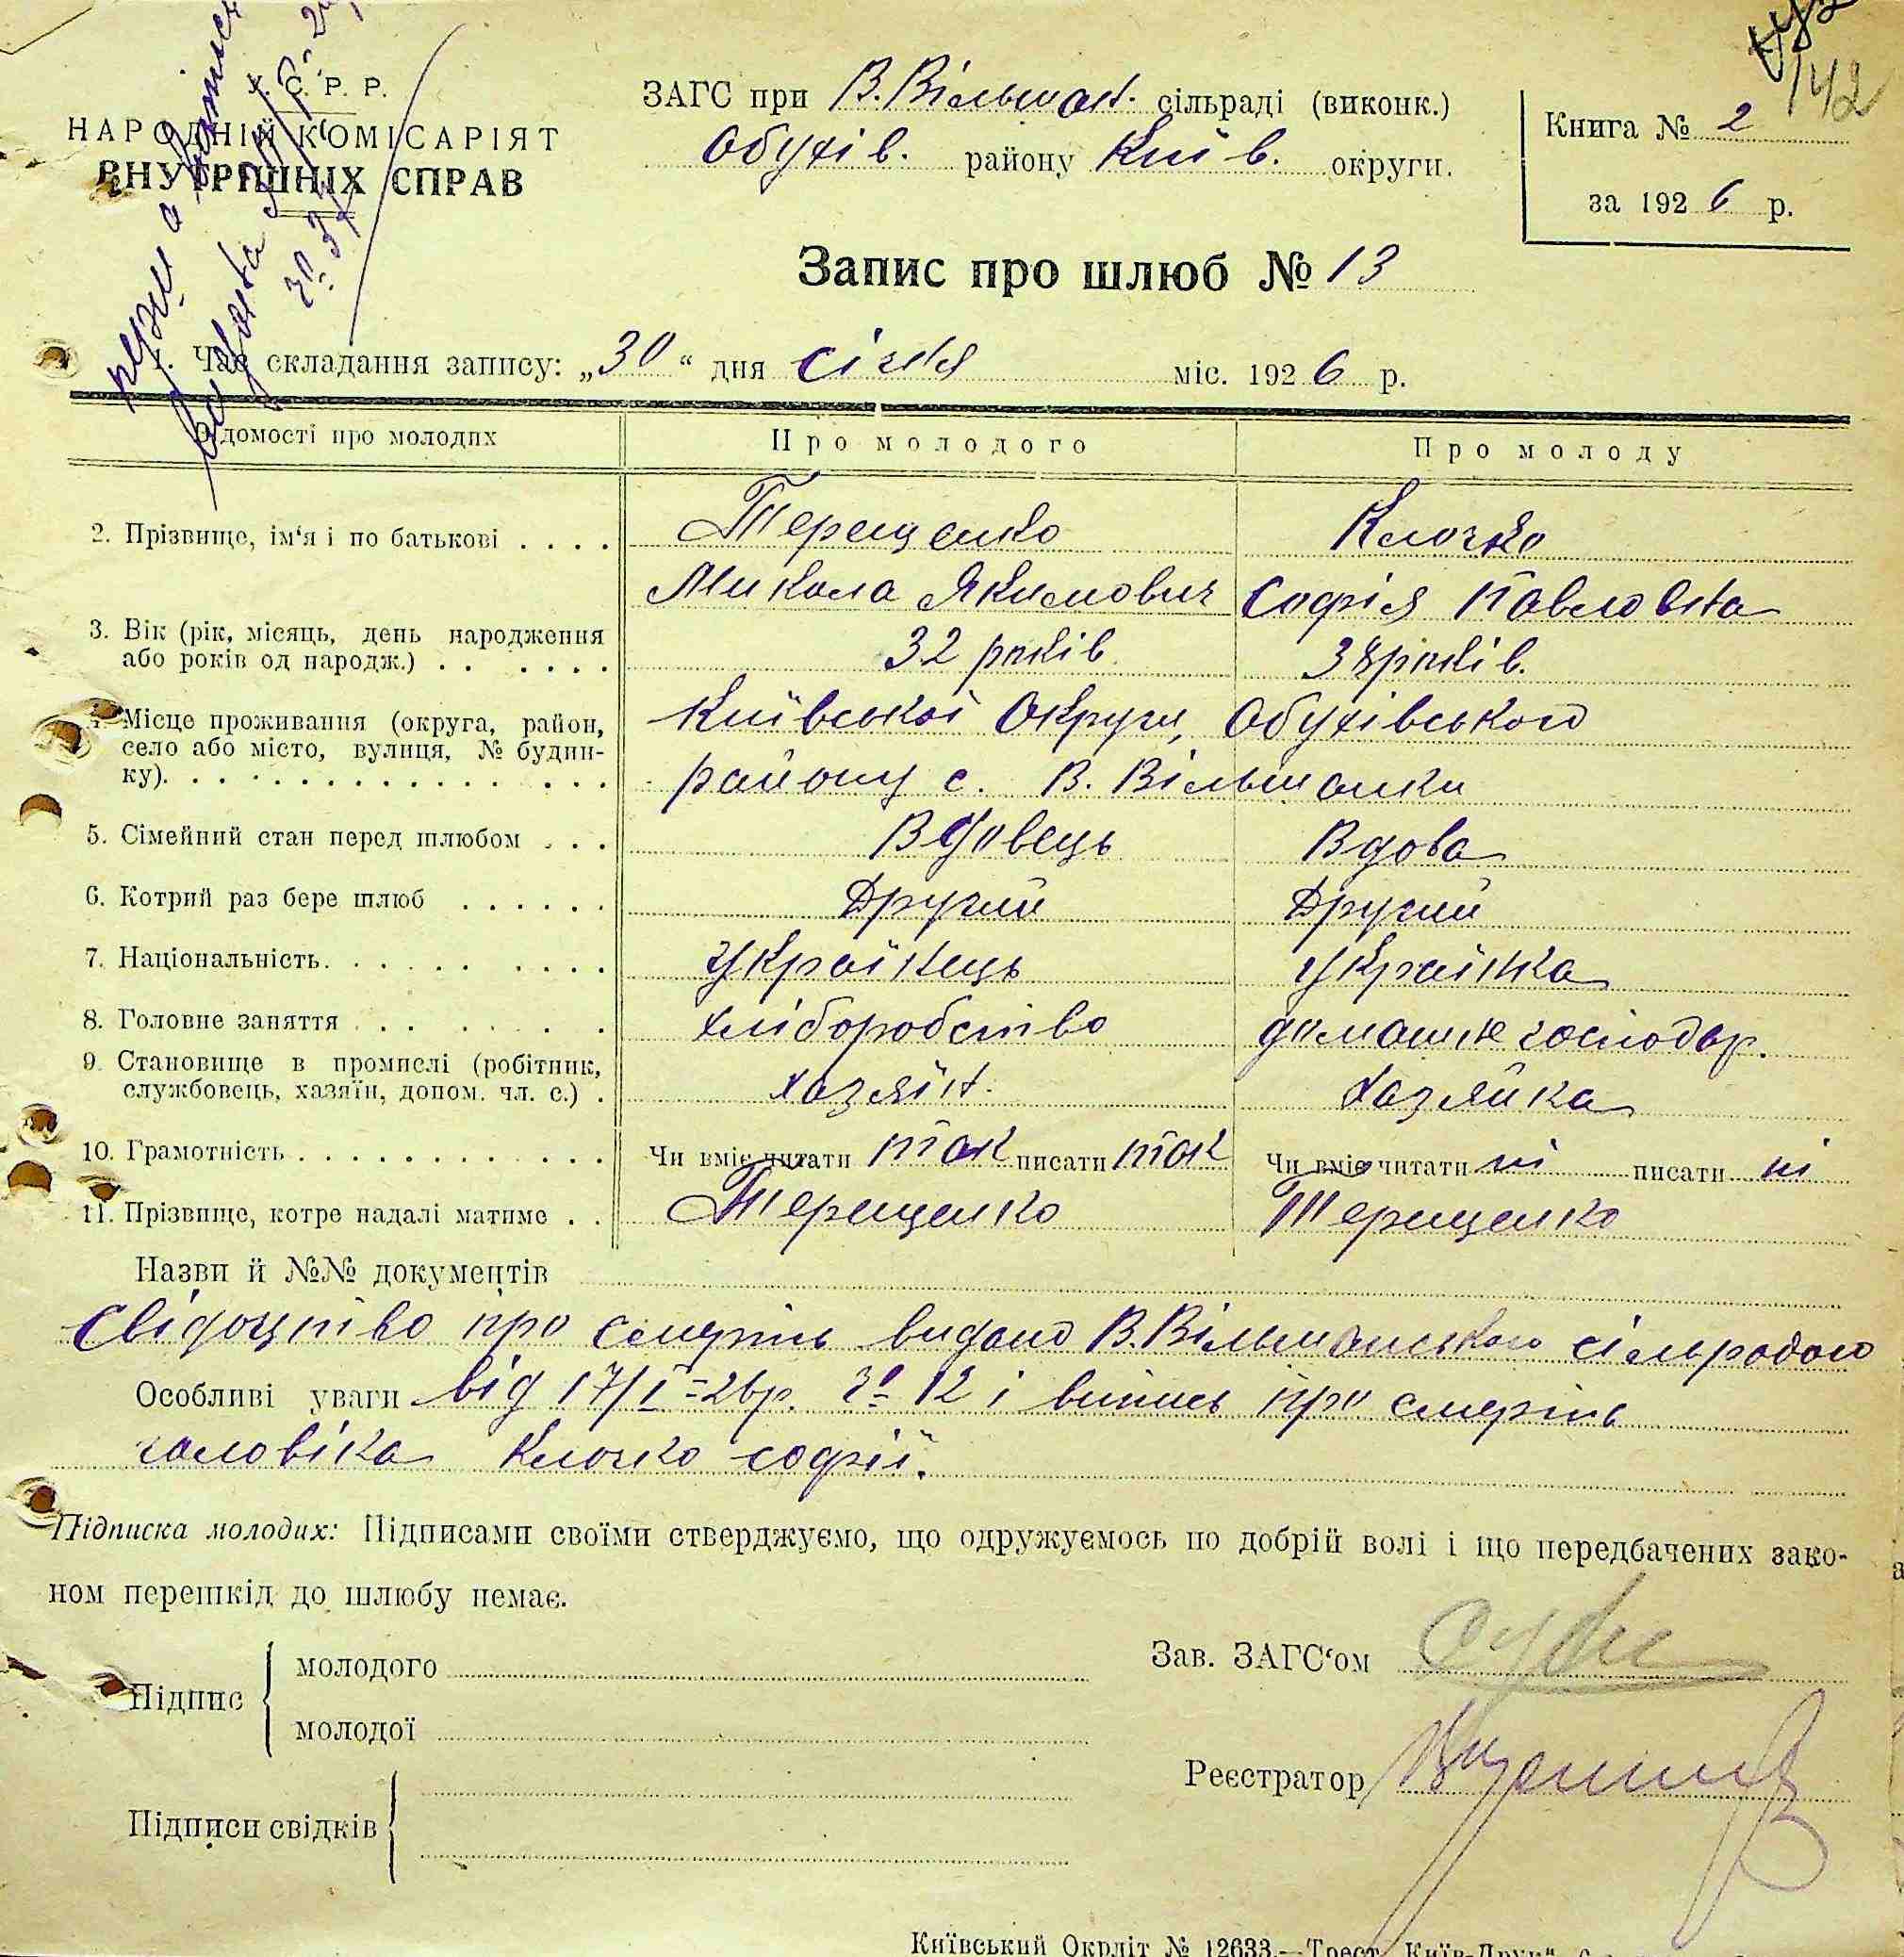 У. С. Р. Р.
НАРОДНІЙ КОМІСАРІЯТ
ВНУТРІШНІХ СПРАВ
ЗАГС при В. Вільшан. сільраді (виконк.)
Обухів. району Київ. округи.
142
Книга № 2
за 1926 р.
Запис про шлюб № 13
1. Час складання запису: „30“ дня січня міс. 1926 р.
Відомості про молодих Про молодого Про молоду
2. Прізвище, ім‘я і по батькові . . . . Терещенко Клочко
Микола Якимович Софія Павловна
3. Вік (рік, місяць, день народження
або років од народж.) . . . . . . 32 років 38 років.
4. Місце проживання (округа, район,
село або місто, вулиця, № будин-
ку). . . . . . . . . . . . . .
Київської Округи, Обухівського
району с. В. Вільшанки
5. Сімейний стан перед шлюбом . . . Вдовець Вдова
6. Котрий раз бере шлюб . . . . . . Другий Другий
7. Національність. . . . . . . . . . Українець Українка
8. Головне заняття . . . . . . . хліборобство домашнє господар.
9. Становище в промислі (робітник,
службовець, хазяїн, допом. чл. с.) . хазяїн. хазяйка
10. Грамотність . . . . . . . . . . . . Чи вміє читати так писати так Чи вміє читати ні писати ні
11. Прізвище, котре надалі матиме . . Терещенко Терещенко
Назви й №№ документів
Свідоцтво про смерть видано В. Вільшанською сільрадою
Особливі уваги від 17/I-26р. № 12 і випись про смерть
чоловіка Клочко Софії.
Підписка молодих: Підписами своїми стверджуємо, що одружуємось по добрій волі і що передбачених зако-
ном перешкід до шлюбу немає.
Підпис
молодого
молодої
Зав. ЗАГС‘ом
Реєстратор
Підписи свідків
Київський Окрліт № 12633.—Трест „Київ-Друк“